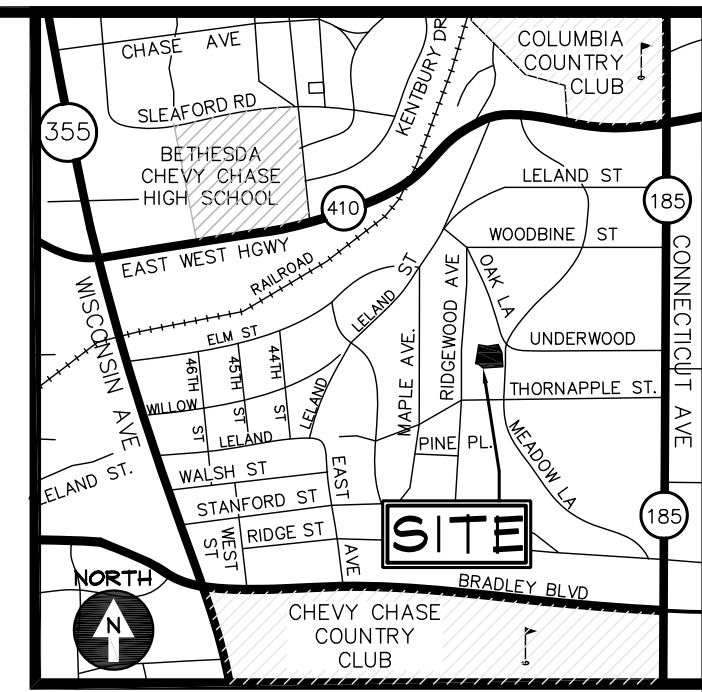 CHASE AVE
COLUMBIA
COUNTRY
CLUB
KENTBURY DR
SLEAFORD RD
355
BETHESDA
CHEVY CHASE
HIGH SCHOOL
LELAND ST
410
185
WOODBINE ST
EAST WEST HGWY
RAILROAD
OAK LA
CONNECTICUT AVE
WISCONSIN AVE
LELAND ST
RIDGEWOOD AVE
MAPLE AVE.
ELM ST
UNDERWOOD
46TH ST
45TH ST
44TH ST
THORNAPPLE ST.
WILLOW
LELAND
LELAND
PINE PL.
MEADOW LA
EAST AVE
WALSH ST
ELAND ST.
STANFORD ST
SITE
185
WEST ST
RIDGE ST
NORTH
N
BRADLEY BLVD
CHEVY CHASE
COUNTRY
CLUB